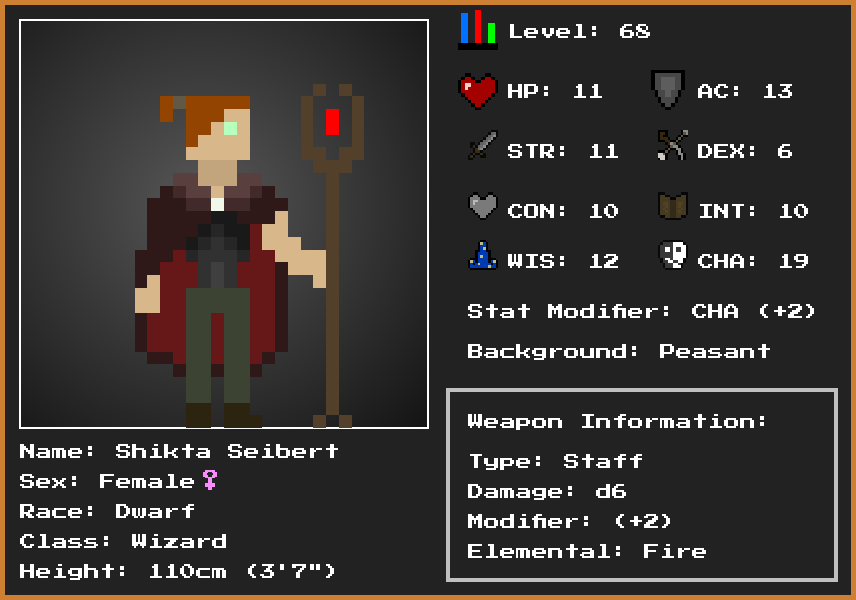 Level: 68
HP: 11 AC: 13
STR: 11 DEX: 6
CON: 10 INT: 10
WIS: 12 CHA: 19
Stat Modifier: CHA (+2)
Background: Peasant
Weapon Information:
Type: Staff
Damage: d6
Modifier: (+2)
Elemental: Fire
Name: Shikta Seibert
Sex: Female♀
Race: Dwarf
Class: Wizard
Height: 110cm (3'7")